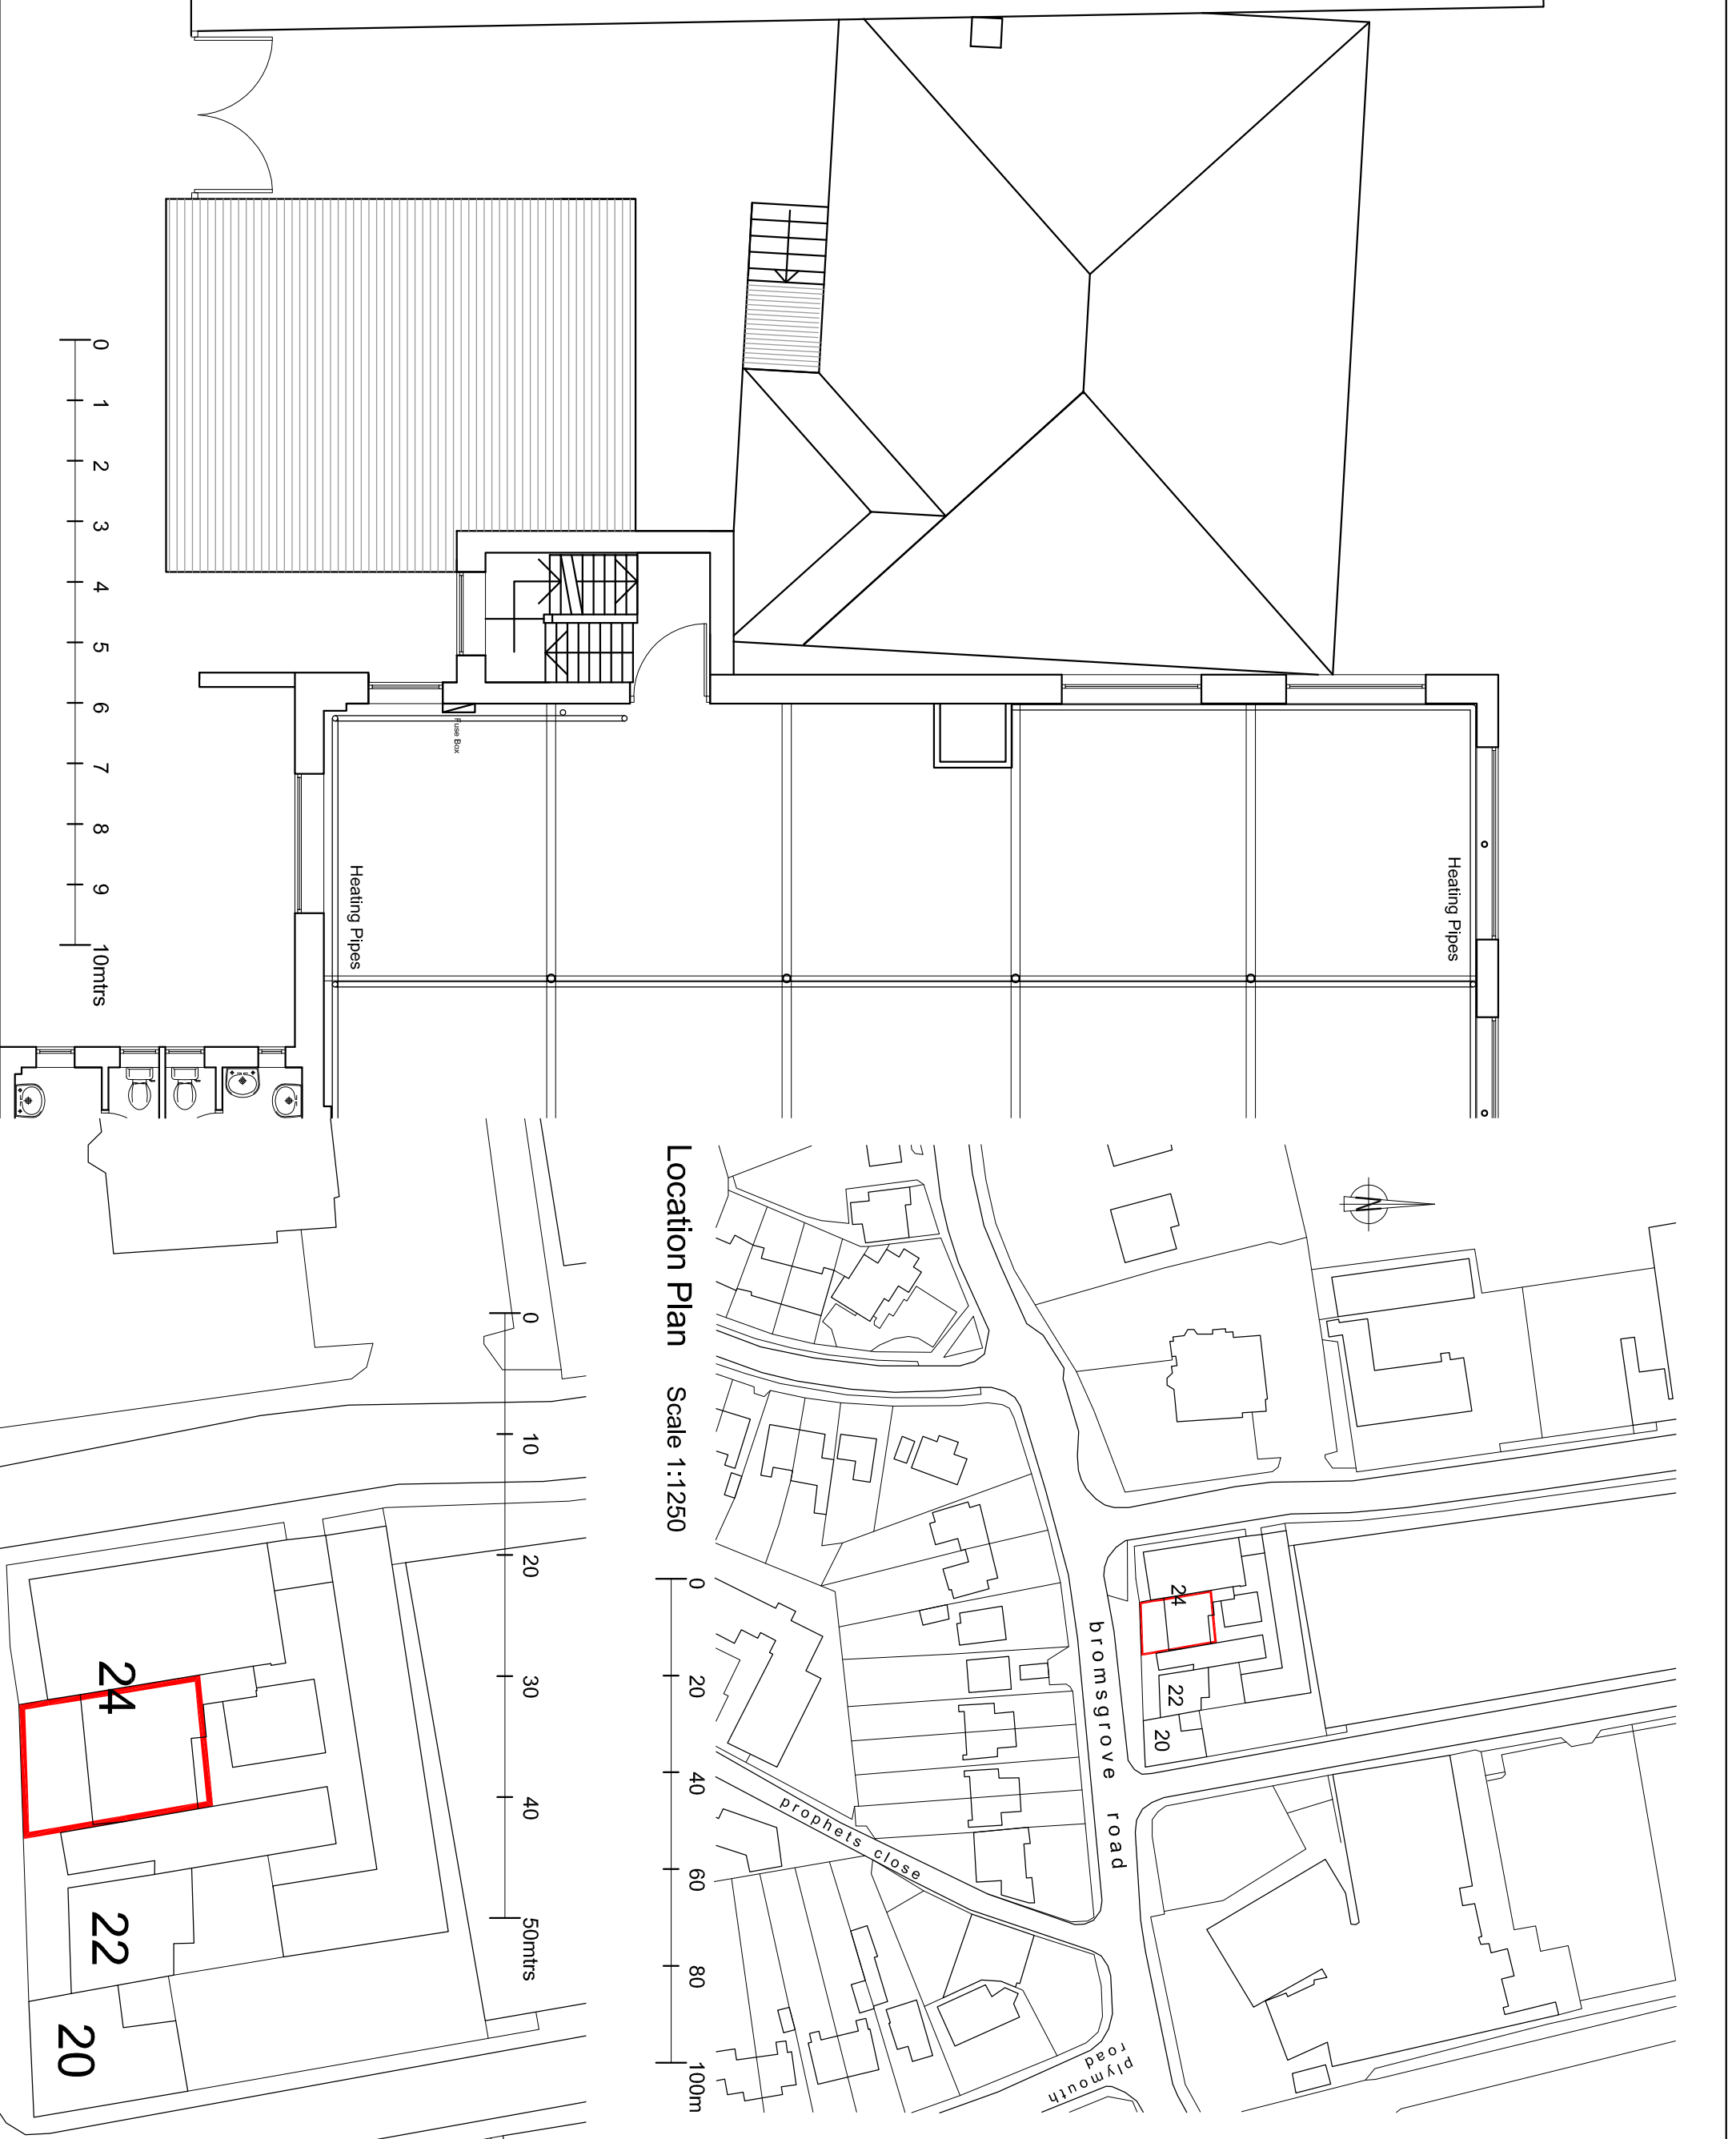 0 1 2 3 4 5 6 7 8 9 10mtrs
Fuse Box
Heating Pipes
Heating Pipes
N
Location Plan Scale 1:1250
0 20 40 60 80 100m
bromsgrove road
prophets close
plymouth
road
24
22
20
0 10 20 30 40 50mtrs
24
22
20